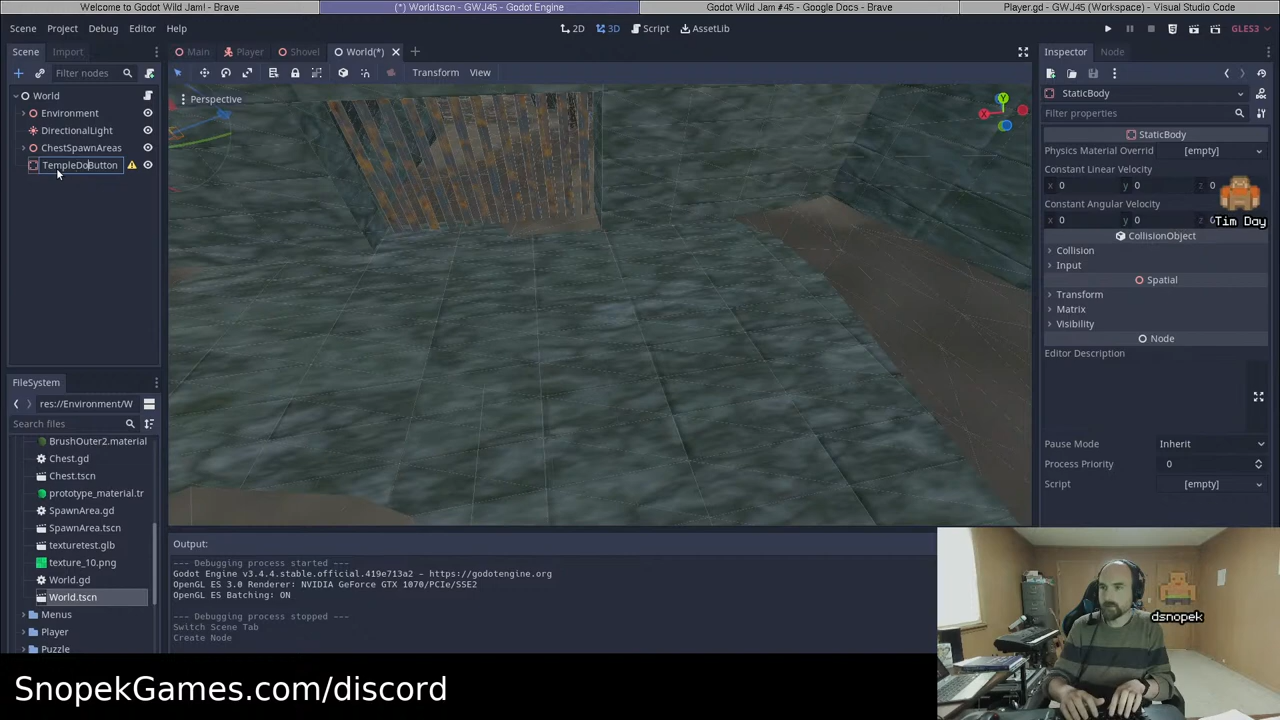 Welcome to Godot Wild Jam! - Brave
(*) World.tscn - GWJ45 - Godot Engine
Godot Wild Jam #45 - Google Docs - Brave
Player.gd - GWJ45 (Workspace) - Visual Studio Code
Scene Project Debug Editor Help
2D 3D Script AssetLib
GLES3
Scene Import
Main Player Shovel World(*)
Inspector Node
Filter nodes
Transform View
World
Environment
DirectionalLight
ChestSpawnAreas
TempleDoButton
Perspective
Y
X
StaticBody
Filter properties
StaticBody
Physics Material Overrid [empty]
Constant Linear Velocity
x 0 y 0 z 0
Constant Angular Velocity
x 0 y 0 z
Tim Day
CollisionObject
Collision
Input
Spatial
Transform
Matrix
Visibility
Node
Editor Description
Pause Mode Inherit
Process Priority 0
Script [empty]
FileSystem
res://Environment/W
Search files
BrushOuter2.material
Chest.gd
Chest.tscn
prototype_material.tr
SpawnArea.gd
SpawnArea.tscn
texturetest.glb
texture_10.png
World.gd
World.tscn
Menus
Player
Puzzle
Output:
--- Debugging process started ---
Godot Engine v3.4.4.stable.official.419e713a2 - https://godotengine.org
OpenGL ES 3.0 Renderer: NVIDIA GeForce GTX 1070/PCIe/SSE2
OpenGL ES Batching: ON
--- Debugging process stopped ---
Switch Scene Tab
Create Node
dsnopek
SnopekGames.com/discord